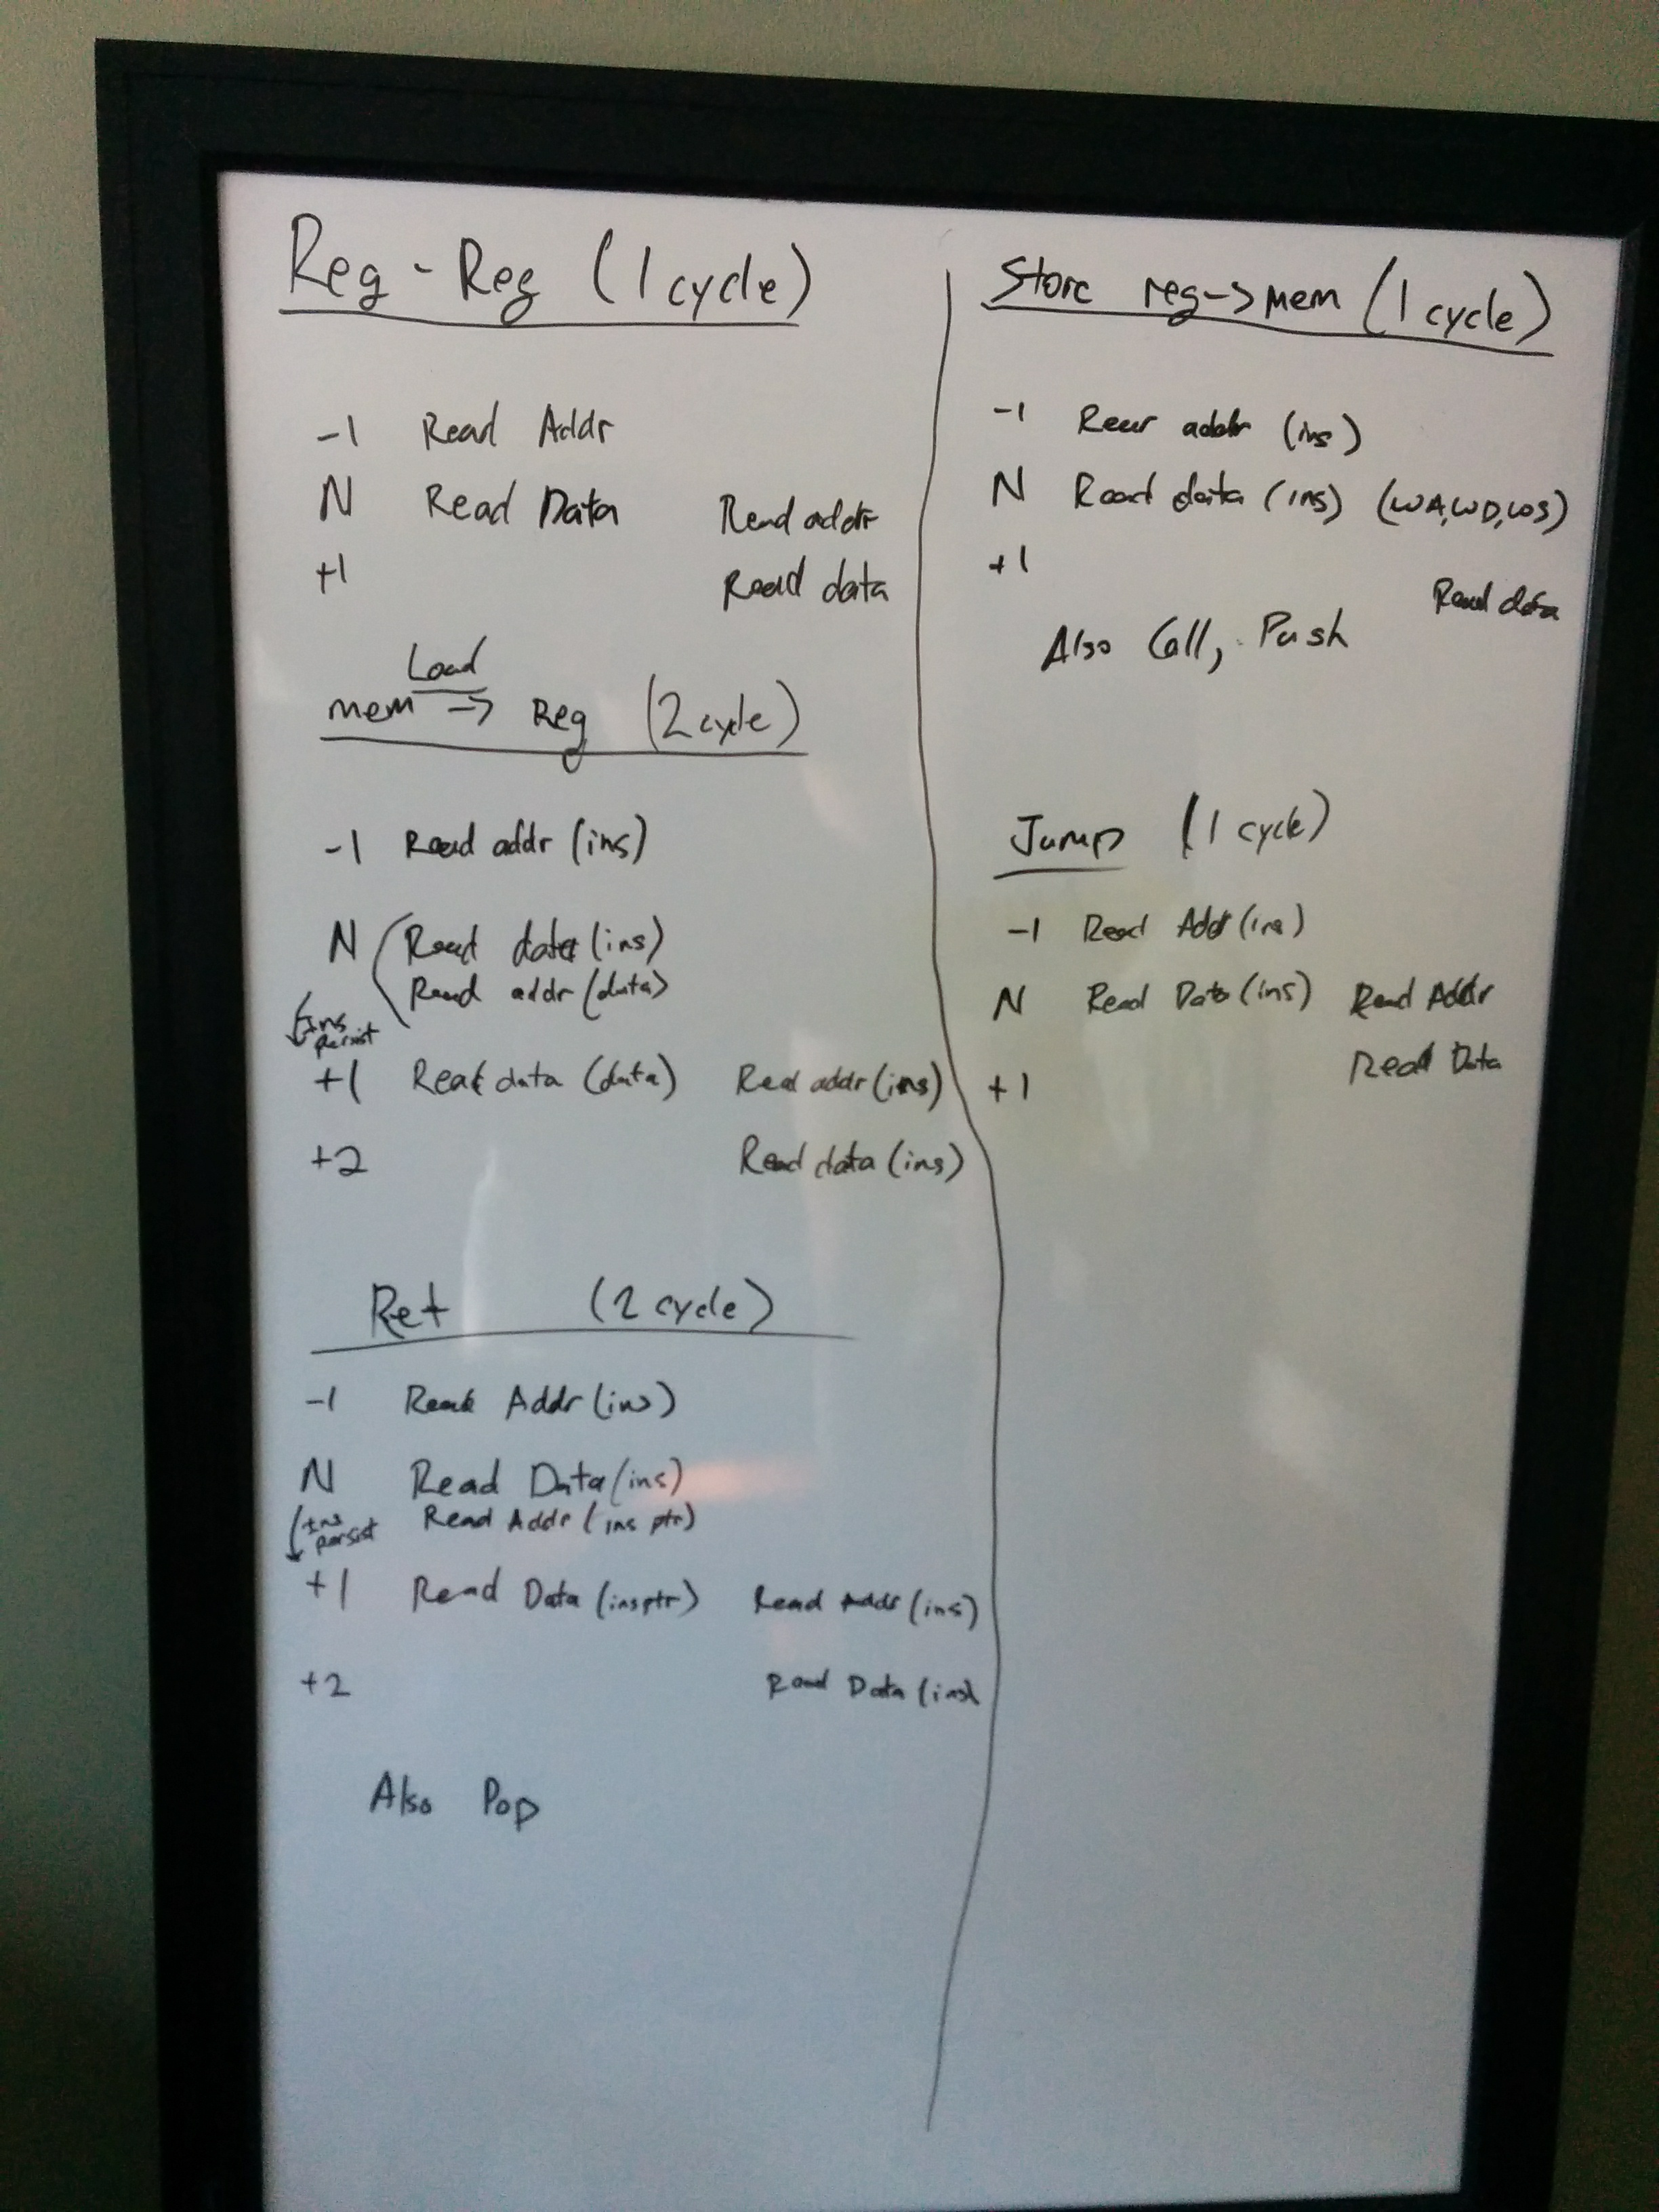 Reg - Reg (1 cycle)
-1 Read Addr
N Read Data Read addr
+1 Read data
Load
mem -> Reg (2 cycle)
-1 Read addr (ins)
N Read data (ins)
Read addr (data)
Ins
persist
+1 Read data (data) Read addr (ins)
+2 Read data (ins)
Ret (2 cycle)
-1 Read Addr (ins)
N Read Data (ins)
Ins
persist
Read Addr (ins ptr)
+1 Read Data (insptr) Read Addr (ins)
+2 Read Data (ins)
Also Pop
Store reg -> mem (1 cycle)
-1 Read addr (ins)
N Read data (ins) (WA, WD, WS)
+1 Read data
Also Call, Push
Jump (1 cycle)
-1 Read Addr (ins)
N Read Data (ins) Read Addr
+1 Read Data